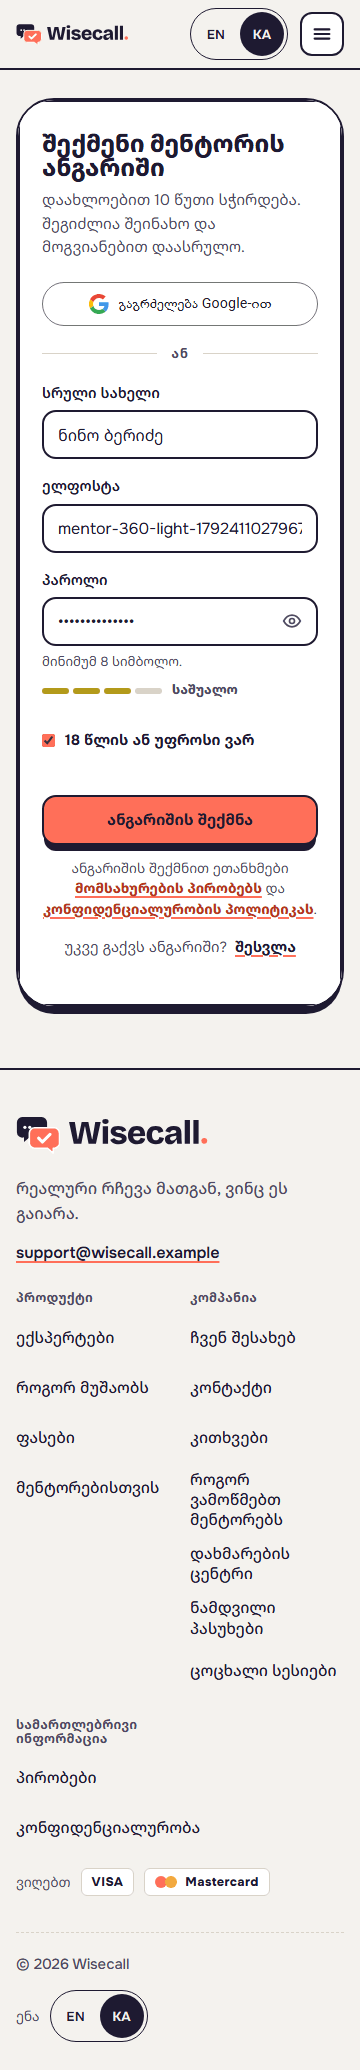 Wisecall.
EN KA
შექმენი მენტორის
ანგარიში
დაახლოებით 10 წუთი სჭირდება.
შეგიძლია შეინახო და
მოგვიანებით დაასრულო.
გაგრძელება Google-ით
ან
სრული სახელი
ნინო ბერიძე
ელფოსტა
mentor-360-light-1792411027967
პაროლი
••••••••••••••
მინიმუმ 8 სიმბოლო.
საშუალო
18 წლის ან უფროსი ვარ
ანგარიშის შექმნა
ანგარიშის შექმნით ეთანხმები
მომსახურების პირობებს და
კონფიდენციალურობის პოლიტიკას.
უკვე გაქვს ანგარიში? შესვლა
Wisecall.
რეალური რჩევა მათგან, ვინც ეს
გაიარა.
support@wisecall.example
პროდუქტი
ექსპერტები
როგორ მუშაობს
ფასები
მენტორებისთვის
კომპანია
ჩვენ შესახებ
კონტაქტი
კითხვები
როგორ
ვამოწმებთ
მენტორებს
დახმარების
ცენტრი
ნამდვილი
პასუხები
ცოცხალი სესიები
სამართლებრივი
ინფორმაცია
პირობები
კონფიდენციალურობა
ვიღებთ VISA Mastercard
© 2026 Wisecall
ენა EN KA